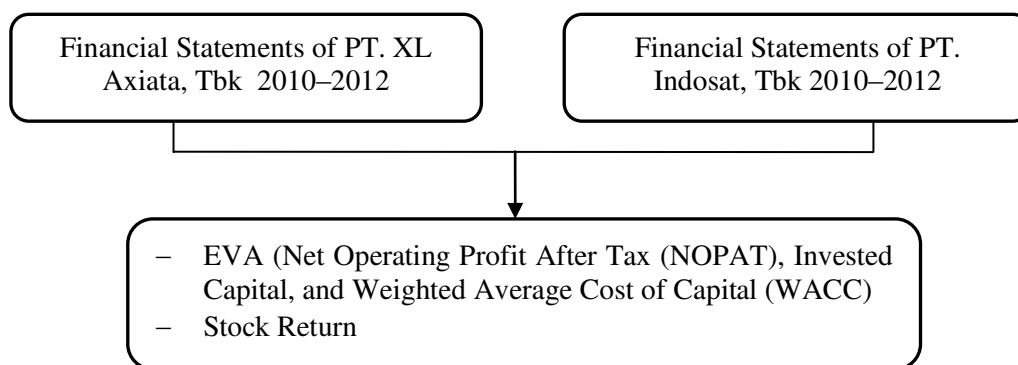 Financial Statements of PT. XL
Axiata, Tbk 2010–2012
Financial Statements of PT.
Indosat, Tbk 2010–2012
– EVA (Net Operating Profit After Tax (NOPAT), Invested
Capital, and Weighted Average Cost of Capital (WACC)
– Stock Return